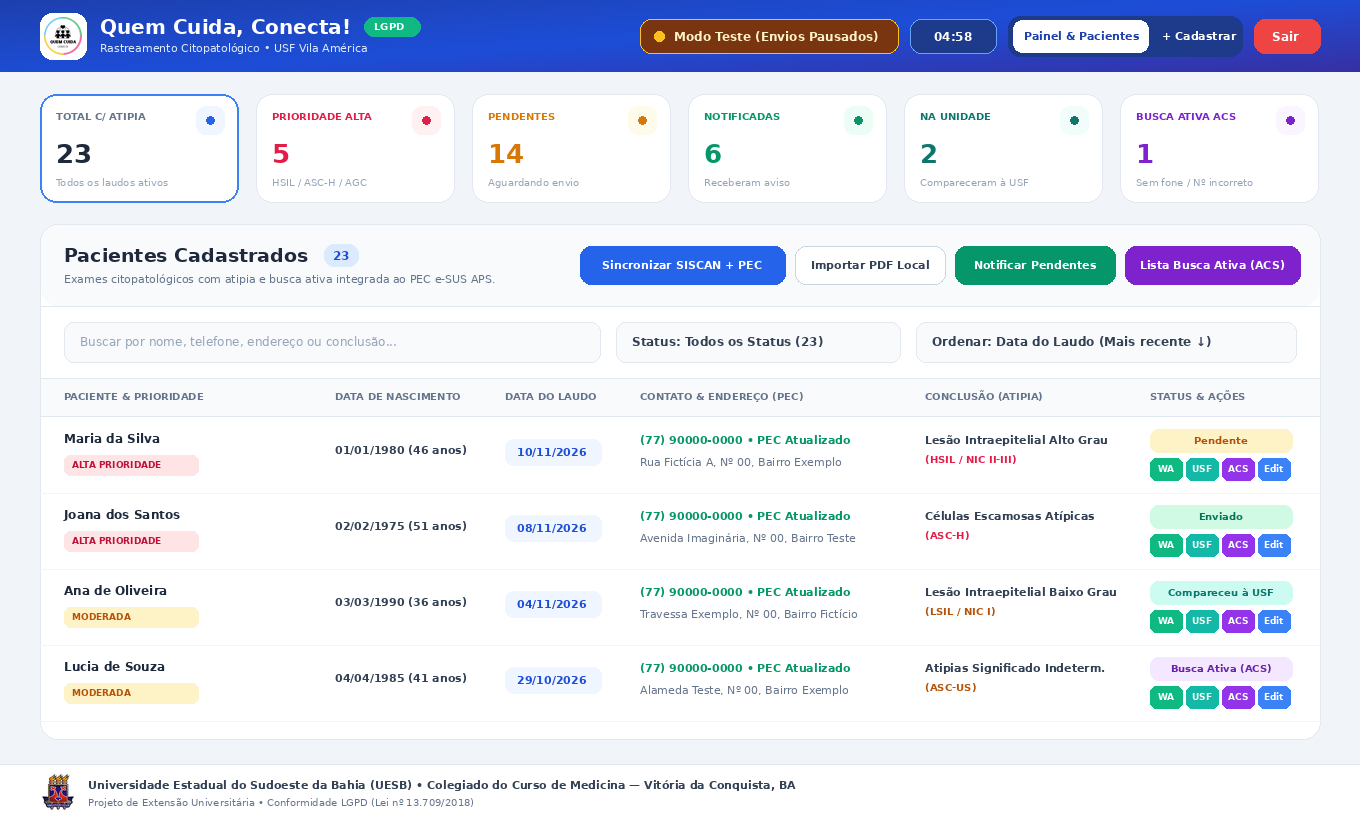 QUEM CUIDA
Quem Cuida, Conecta!
LGPD
Rastreamento Citopatológico • USF Vila América
Modo Teste (Envios Pausados)
04:58
Painel & Pacientes
+ Cadastrar
Sair
TOTAL C/ ATIPIA
23
Todos os laudos ativos
PRIORIDADE ALTA
5
HSIL / ASC-H / AGC
PENDENTES
14
Aguardando envio
NOTIFICADAS
6
Receberam aviso
NA UNIDADE
2
Compareceram à USF
BUSCA ATIVA ACS
1
Sem fone / Nº incorreto
Pacientes Cadastrados
23
Exames citopatológicos com atipia e busca ativa integrada ao PEC e-SUS APS.
Sincronizar SISCAN + PEC
Importar PDF Local
Notificar Pendentes
Lista Busca Ativa (ACS)
Buscar por nome, telefone, endereço ou conclusão...
Status: Todos os Status (23)
Ordenar: Data do Laudo (Mais recente ↓)
PACIENTE & PRIORIDADE
DATA DE NASCIMENTO
DATA DO LAUDO
CONTATO & ENDEREÇO (PEC)
CONCLUSÃO (ATIPIA)
STATUS & AÇÕES
Maria da Silva
ALTA PRIORIDADE
01/01/1980 (46 anos)
10/11/2026
(77) 90000-0000 • PEC Atualizado
Rua Fictícia A, Nº 00, Bairro Exemplo
Lesão Intraepitelial Alto Grau
(HSIL / NIC II-III)
Pendente
WA USF ACS Edit
Joana dos Santos
ALTA PRIORIDADE
02/02/1975 (51 anos)
08/11/2026
(77) 90000-0000 • PEC Atualizado
Avenida Imaginária, Nº 00, Bairro Teste
Células Escamosas Atípicas
(ASC-H)
Enviado
WA USF ACS Edit
Ana de Oliveira
MODERADA
03/03/1990 (36 anos)
04/11/2026
(77) 90000-0000 • PEC Atualizado
Travessa Exemplo, Nº 00, Bairro Fictício
Lesão Intraepitelial Baixo Grau
(LSIL / NIC I)
Compareceu à USF
WA USF ACS Edit
Lucia de Souza
MODERADA
04/04/1985 (41 anos)
29/10/2026
(77) 90000-0000 • PEC Atualizado
Alameda Teste, Nº 00, Bairro Exemplo
Atipias Significado Indeterm.
(ASC-US)
Busca Ativa (ACS)
WA USF ACS Edit
Universidade Estadual do Sudoeste da Bahia (UESB) • Colegiado do Curso de Medicina — Vitória da Conquista, BA
Projeto de Extensão Universitária • Conformidade LGPD (Lei nº 13.709/2018)